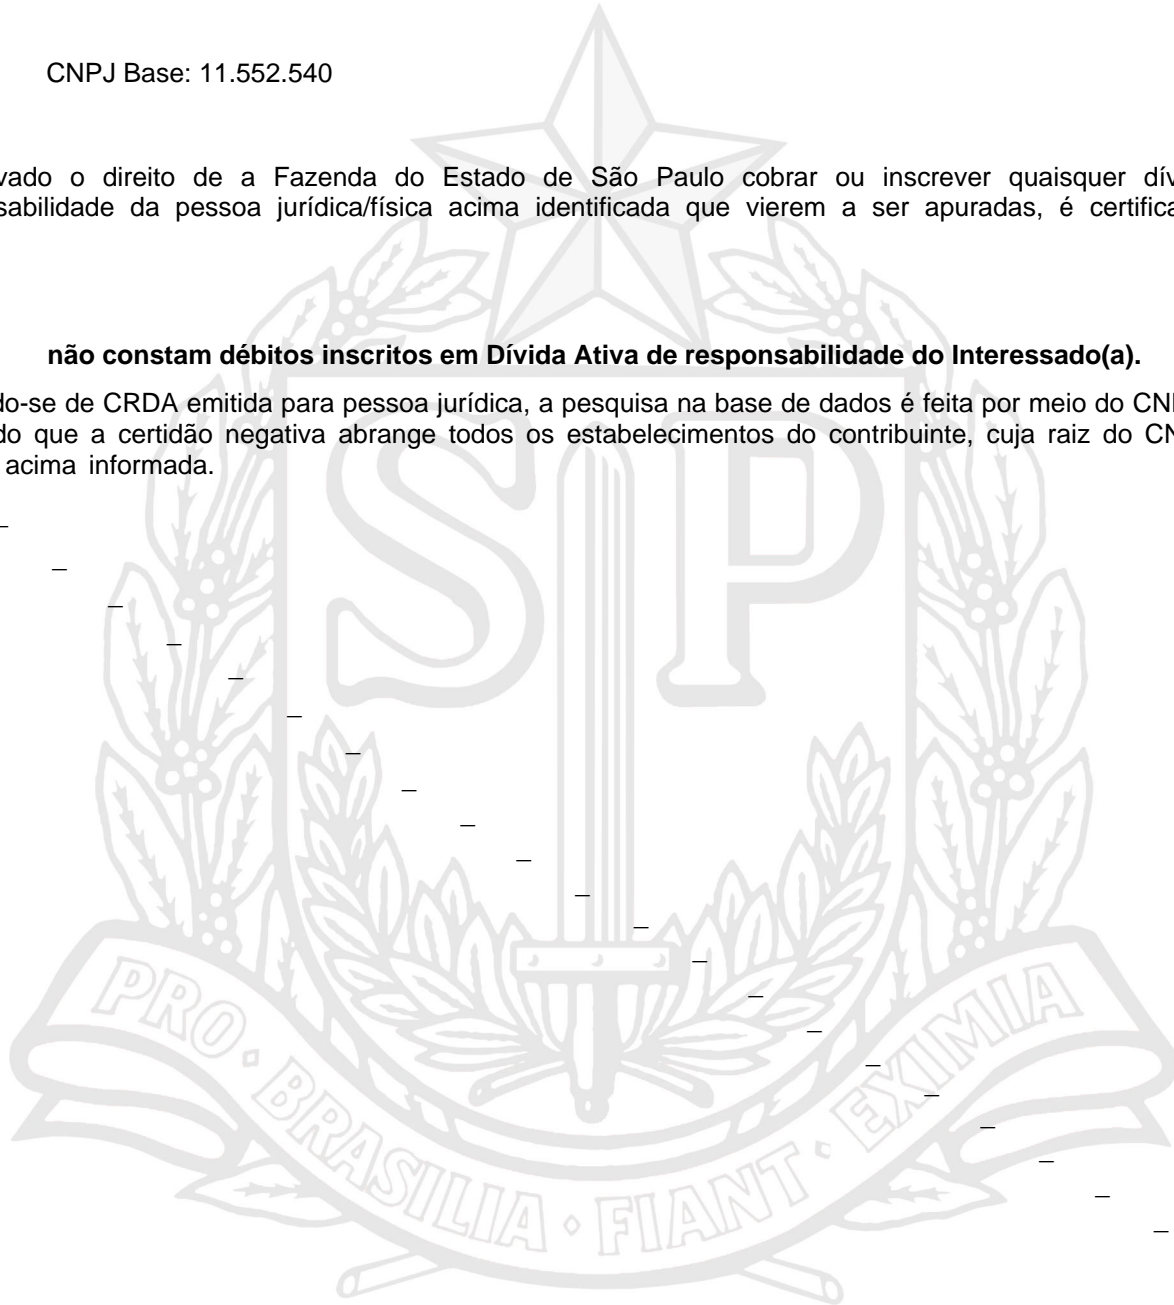 CNPJ Base: 11.552.540
vado o direito de a Fazenda do Estado de São Paulo cobrar ou inscrever quaisquer dív
sabilidade da pessoa jurídica/física acima identificada que vierem a ser apuradas, é certifica
não constam débitos inscritos em Dívida Ativa de responsabilidade do Interessado(a).
do-se de CRDA emitida para pessoa jurídica, a pesquisa na base de dados é feita por meio do CN
do que a certidão negativa abrange todos os estabelecimentos do contribuinte, cuja raiz do CN
acima informada.
SP
PRO · BRASILIA · FIANT · EXIMIA